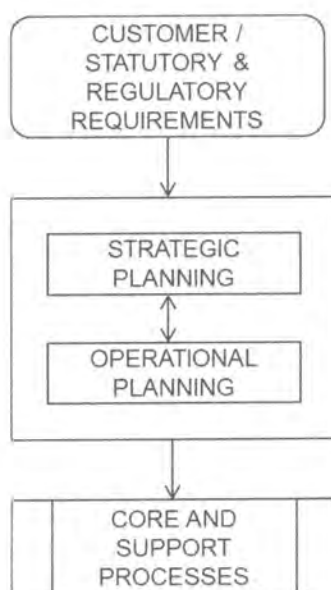 CUSTOMER /
STATUTORY &
REGULATORY
REQUIREMENTS
STRATEGIC
PLANNING
OPERATIONAL
PLANNING
CORE AND
SUPPORT
PROCESSES